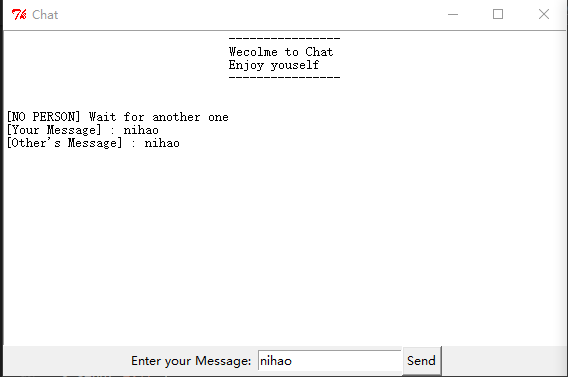 Chat
----------------
Wecolme to Chat
Enjoy youself
----------------
[NO PERSON] Wait for another one
[Your Message] : nihao
[Other's Message] : nihao
Enter your Message: nihao Send